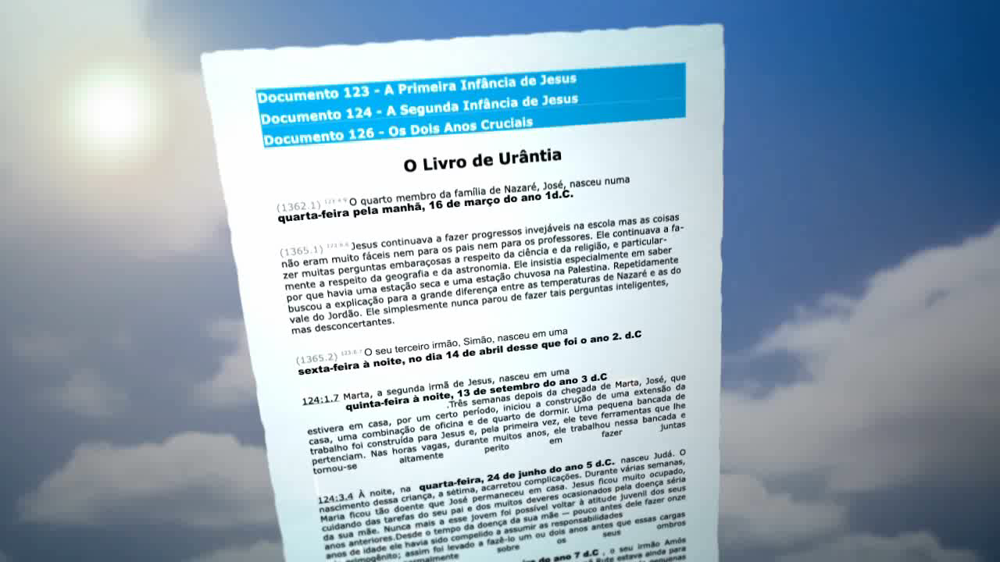 Documento 123 - A Primeira Infância de Jesus
Documento 124 - A Segunda Infância de Jesus
Documento 126 - Os Dois Anos Cruciais
O Livro de Urântia
(1362.1) O quarto membro da família de Nazaré, José, nasceu numa
quarta-feira pela manhã, 16 de março do ano 1d.C.
(1365.1) Jesus continuava a fazer progressos invejáveis na escola mas as coisas
não eram muito fáceis nem para os pais nem para os professores. Ele continuava a fa-
zer muitas perguntas embaraçosas a respeito da ciência e da religião, e particular-
mente a respeito da geografia e da astronomia. Ele insistia especialmente em saber
por que havia uma estação seca e uma estação chuvosa na Palestina. Repetidamente
buscou a explicação para a grande diferença entre as temperaturas de Nazaré e as do
vale do Jordão. Ele simplesmente nunca parou de fazer tais perguntas inteligentes,
mas desconcertantes.
(1365.2) 123:6.7 O seu terceiro irmão, Simão, nasceu em uma
sexta-feira à noite, no dia 14 de abril desse que foi o ano 2. d.C
124:1.7 Marta, a segunda irmã de Jesus, nasceu em uma
quinta-feira à noite, 13 de setembro do ano 3 d.C
.Três semanas depois da chegada de Marta, José, que
estivera em casa, por um certo período, iniciou a construção de uma extensão da
casa, uma combinação de oficina e de quarto de dormir. Uma pequena bancada de
trabalho foi construída para Jesus e, pela primeira vez, ele teve ferramentas que lhe
pertenciam. Nas horas vagas, durante muitos anos, ele trabalhou nessa bancada e
tornou-se altamente perito em fazer juntas
124:3.4 À noite, na quarta-feira, 24 de junho do ano 5 d.C. nasceu Judá. O
nascimento dessa criança, a sétima, acarretou complicações. Durante várias semanas,
Maria ficou tão doente que José permaneceu em casa. Jesus ficou muito ocupado,
cuidando das tarefas do seu pai e dos muitos deveres ocasionados pela doença séria
da sua mãe. Nunca mais a esse jovem foi possível voltar à atitude juvenil dos seus
anos anteriores.Desde o tempo da doença da sua mãe — pouco antes dele fazer onze
anos de idade ele havia sido compelido a assumir as responsabilidades
primogênito; assim foi levado a fazê-lo um ou dois anos antes que essas cargas
sobre os seus ombros
do ano 7 d.C , o seu irmão Amós
Rute estava ainda para